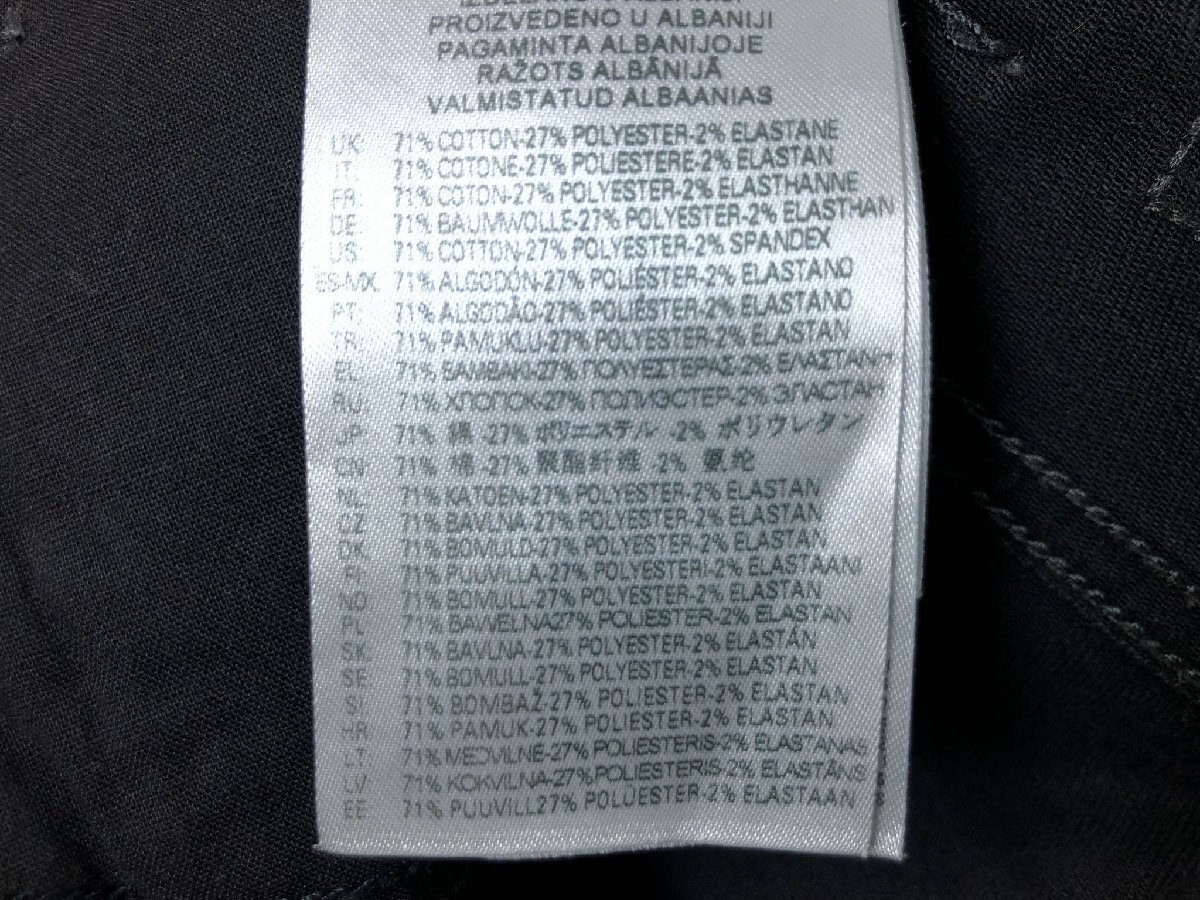 PROIZVEDENO U ALBANIJI
PAGAMINTA ALBANIJOJE
RAŽOTS ALBĀNIJĀ
VALMISTATUD ALBAANIAS
UK: 71% COTTON-27% POLYESTER-2% ELASTANE
IT: 71% COTONE-27% POLIESTERE-2% ELASTAN
FR: 71% COTON-27% POLYESTER-2% ELASTHANNE
DE: 71% BAUMWOLLE-27% POLYESTER-2% ELASTHAN
US: 71% COTTON-27% POLYESTER-2% SPANDEX
ES-MX: 71% ALGODÓN-27% POLIÉSTER-2% ELASTANO
PT: 71% ALGODÃO-27% POLIÉSTER-2% ELASTANO
TR: 71% PAMUKLU-27% POLYESTER-2% ELASTAN
EL: 71% ΒΑΜΒΑΚΙ-27% ΠΟΛΥΕΣΤΕΡΑΣ-2%
RU: 71% ХЛОПОК-27% ПОЛИЭСТЕР-2% ЭЛАСТАН
JP: 71% 綿 -27% ポリエステル -2% ポリウレタン
CN: 71% 棉 -27% 聚酯纤维 -2% 氨纶
NL: 71% KATOEN-27% POLYESTER-2% ELASTAN
CZ: 71% BAVLNA-27% POLYESTER-2% ELASTAN
DK: 71% BOMULD-27% POLYESTER-2% ELASTAN
FI: 71% PUUVILLA-27% POLYESTERI-2% ELASTAANI
NO: 71% BOMULL-27% POLYESTER-2% ELASTAN
PL: 71% BAWELNA27% POLIESTER-2% ELASTAN
SK: 71% BAVLNA-27% POLYESTER-2% ELASTÁN
SE: 71% BOMULL-27% POLYESTER-2% ELASTAN
SI: 71% BOMBAŽ-27% POLIESTER-2% ELASTAN
HR: 71% PAMUK-27% POLIESTER-2% ELASTAN
LT: 71% MEDVILNE-27% POLIESTERIS-2% ELASTANAS
LV: 71% KOKVILNA-27% POLIESTERIS-2% ELASTĀNS
EE: 71% PUUVILL27% POLÜESTER-2% ELASTAAN